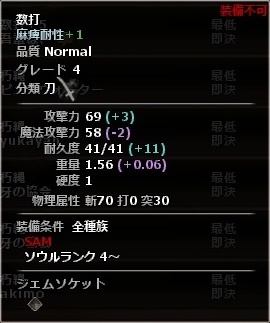 装備不可
数打
麻痺耐性+1
品質 Normal
グレード 4
分類 刀
攻撃力 69 (+3)
魔法攻撃力 58 (-2)
耐久度 41/41 (+11)
重量 1.56 (+0.06)
硬度 1
物理属性 斬70 打0 突30
装備条件 全種族
SAM
ソウルランク 4～
ジェムソケット